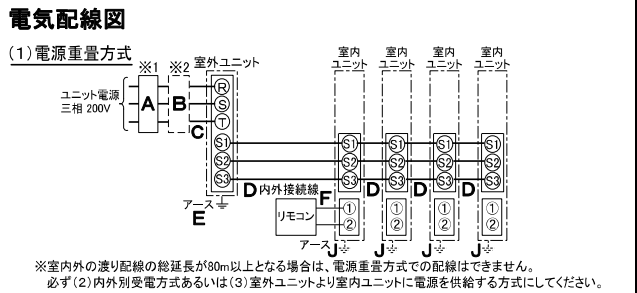 電気配線図
(1)電源重畳方式
※1 ※2 室外ユニット 室内ユニット 室内ユニット 室内ユニット 室内ユニット
ユニット電源
三相 200V
A B C
R
S
T
S1 S1 S1 S1 S1
S2 S2 S2 S2 S2
S3 S3 S3 S3 S3
D 内外接続線 F D D D
アース E
リモコン ① ① ① ①
② ② ② ②
アース J J J J
※室内外の渡り配線の総延長が80m以上となる場合は、電源重畳方式での配線はできません。
必ず(2)内外別受電方式あるいは(3)室外ユニットより室内ユニットに電源を供給する方式にしてください。